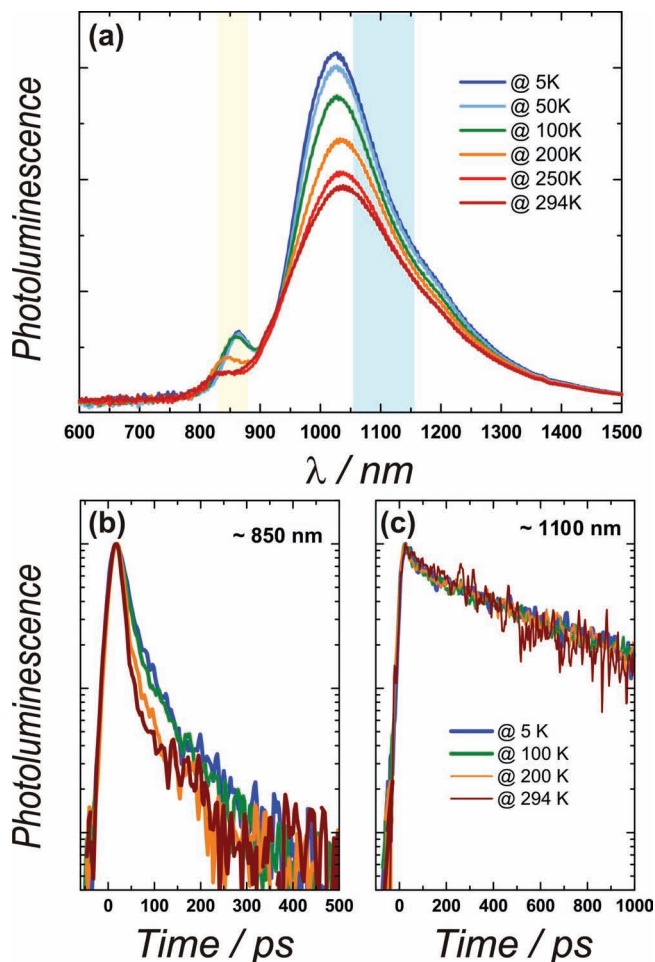 (a)
Photoluminescence
@ 5K
@ 50K
@ 100K
@ 200K
@ 250K
@ 294K
600 700 800 900 1000 1100 1200 1300 1400 1500
λ / nm
(b)
~ 850 nm
Photoluminescence
0 100 200 300 400 500
Time / ps
(c)
~ 1100 nm
@ 5 K
@ 100 K
@ 200 K
@ 294 K
0 200 400 600 800 1000
Time / ps